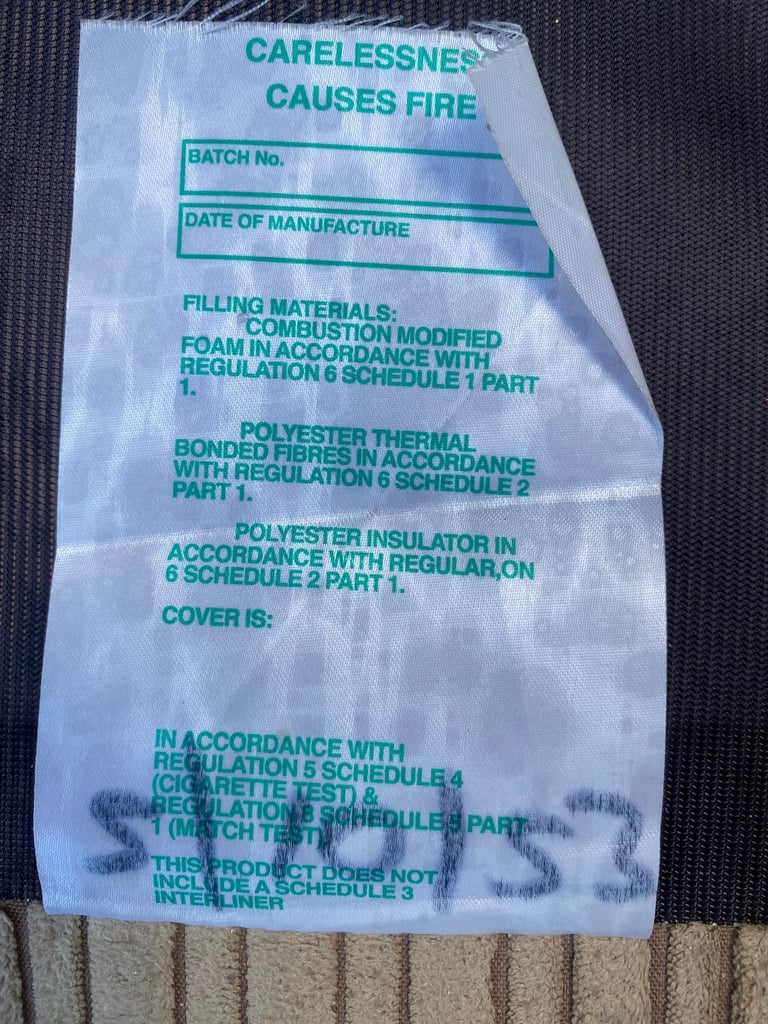 CARELESSNES
CAUSES FIRE
BATCH No.
DATE OF MANUFACTURE
FILLING MATERIALS:
COMBUSTION MODIFIED
FOAM IN ACCORDANCE WITH
REGULATION 6 SCHEDULE 1 PART
1.
POLYESTER THERMAL
BONDED FIBRES IN ACCORDANCE
WITH REGULATION 6 SCHEDULE 2
PART 1.
POLYESTER INSULATOR IN
ACCORDANCE WITH REGULAR,ON
6 SCHEDULE 2 PART 1.
COVER IS:
IN ACCORDANCE WITH
REGULATION 5 SCHEDULE 4
(CIGARETTE TEST) &
REGULATION 8 SCHEDULE 5 PART
1 (MATCH TEST)
THIS PRODUCT DOES NOT
INCLUDE A SCHEDULE 3
INTERLINER